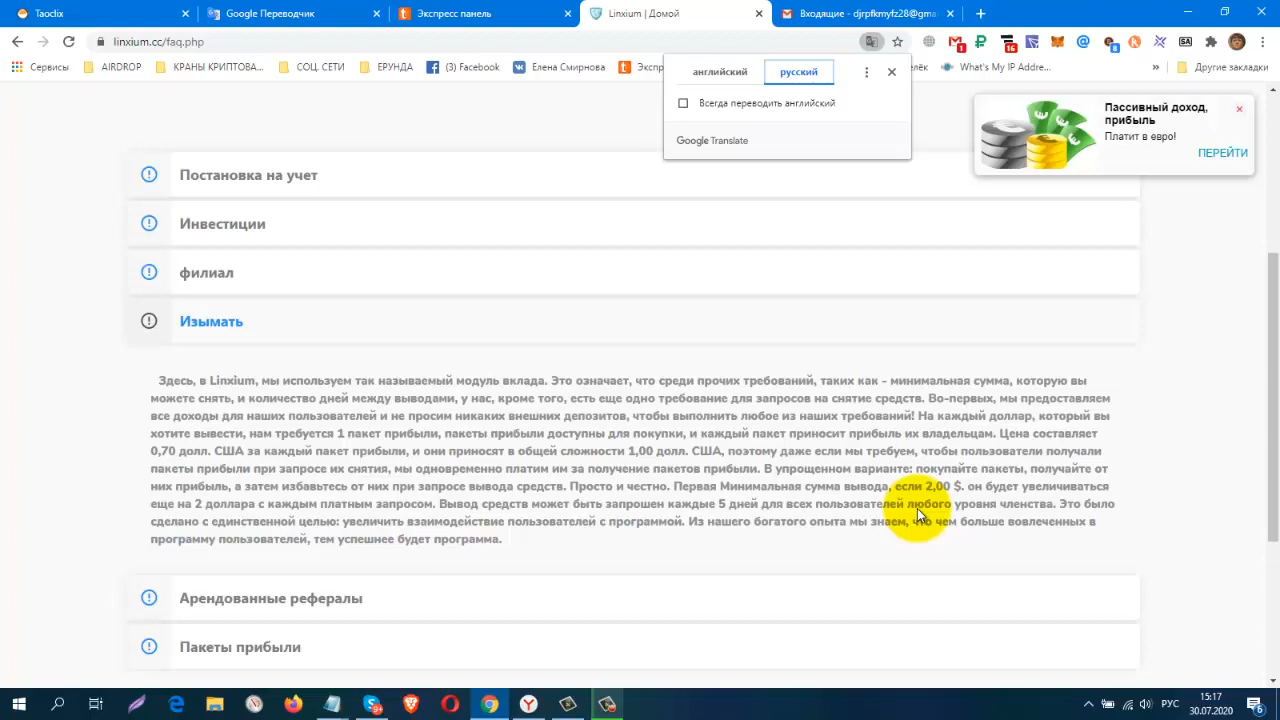 Taoclix
Google Переводчик
Экспресс панель
Linxium | Домой
Входящие - djrpfkmyfz28@gma
linxium.cc/faq.php
Сервисы
AIRDROP
КРАНЫ КРИПТОВА...
СОЦ. СЕТИ
ЕРУНДА
(3) Facebook
Елена Смирнова
What's My IP Addre...
»
Другие закладки
английский
русский
Всегда переводить английский
Google Translate
Пассивный доход,
прибыль
Платит в евро!
ПЕРЕЙТИ
Постановка на учет
Инвестиции
филиал
Изымать
Здесь, в Linxium, мы используем так называемый модуль вклада. Это означает, что среди прочих требований, таких как - минимальная сумма, которую вы
можете снять, и количество дней между выводами, у нас, кроме того, есть еще одно требование для запросов на снятие средств. Во-первых, мы предоставляем
все доходы для наших пользователей и не просим никаких внешних депозитов, чтобы выполнить любое из наших требований! На каждый доллар, который вы
хотите вывести, нам требуется 1 пакет прибыли, пакеты прибыли доступны для покупки, и каждый пакет приносит прибыль их владельцам. Цена составляет
0,70 долл. США за каждый пакет прибыли, и они приносят в общей сложности 1,00 долл. США, поэтому даже если мы требуем, чтобы пользователи получали
пакеты прибыли при запросе их снятия, мы одновременно платим им за получение пакетов прибыли. В упрощенном варианте: покупайте пакеты, получайте от
них прибыль, а затем избавьтесь от них при запросе вывода средств. Просто и честно. Первая Минимальная сумма вывода, если 2,00 $. он будет увеличиваться
еще на 2 доллара с каждым платным запросом. Вывод средств может быть запрошен каждые 5 дней для всех пользователей любого уровня членства. Это было
сделано с единственной целью: увеличить взаимодействие пользователей с программой. Из нашего богатого опыта мы знаем, что чем больше вовлеченных в
программу пользователей, тем успешнее будет программа.
Арендованные рефералы
Пакеты прибыли
РУС
15:17
30.07.2020